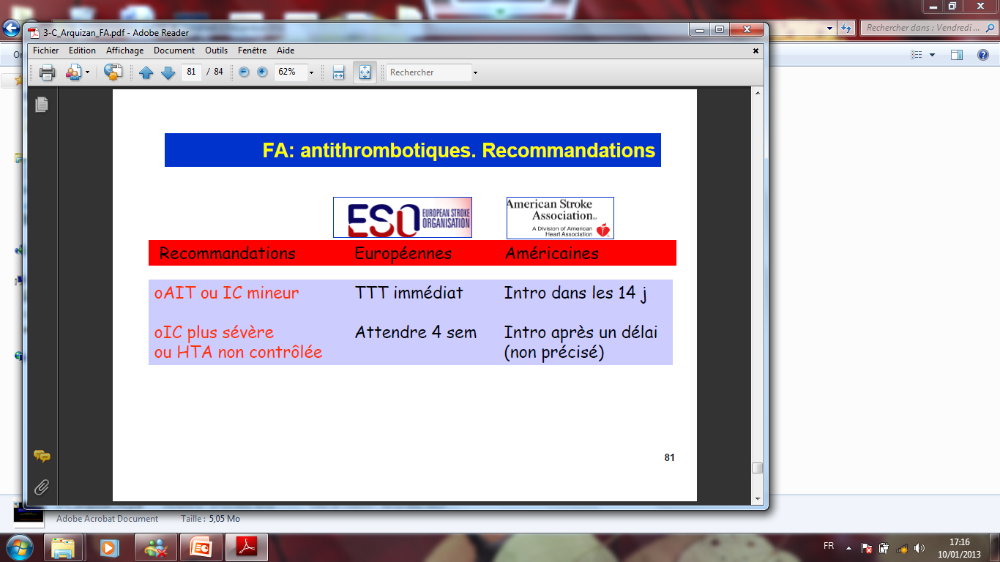 Rechercher dans : Vendredi ...
3-C_Arquizan_FA.pdf - Adobe Reader
Fichier Edition Affichage Document Outils Fenêtre Aide
81 / 84 62% Rechercher
FA: antithrombotiques. Recommandations
ESO EUROPEAN STROKE
ORGANISATION
American Stroke
Association
A Division of American
Heart Association
Recommandations Européennes Américaines
oAIT ou IC mineur TTT immédiat Intro dans les 14 j
oIC plus sévère Attendre 4 sem Intro après un délai
ou HTA non contrôlée (non précisé)
81
Adobe Acrobat Document Taille : 5,05 Mo
FR 17:16
10/01/2013